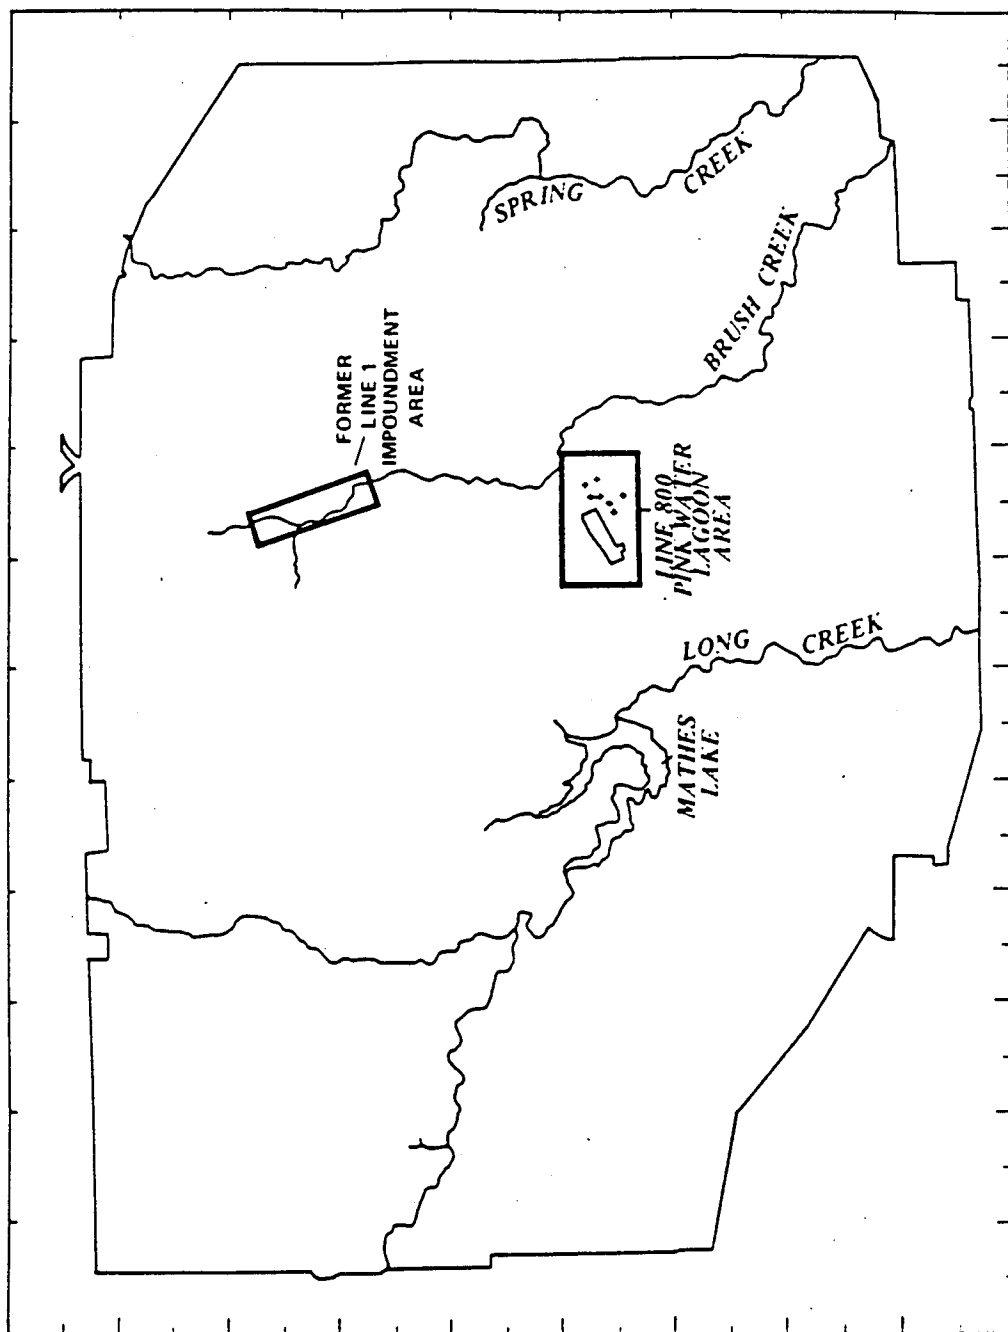 SPRING
CREEK
BRUSH CREEK
FORMER
LINE 1
IMPOUNDMENT
AREA
LINE 800
PINK WATER
LAGOON
AREA
LONG
CREEK
MATHES
LAKE